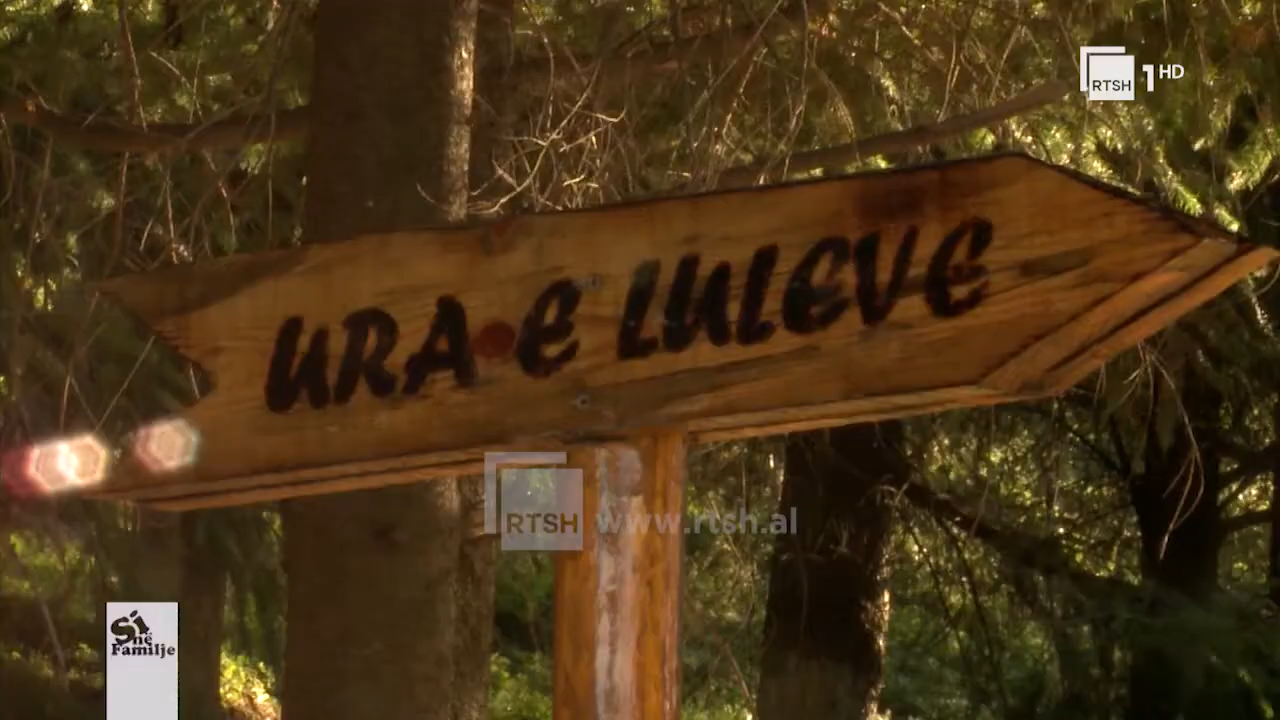 RTSH 1HD
URA E LULEVE
RTSH www.rtsh.al
Si
në
Familje